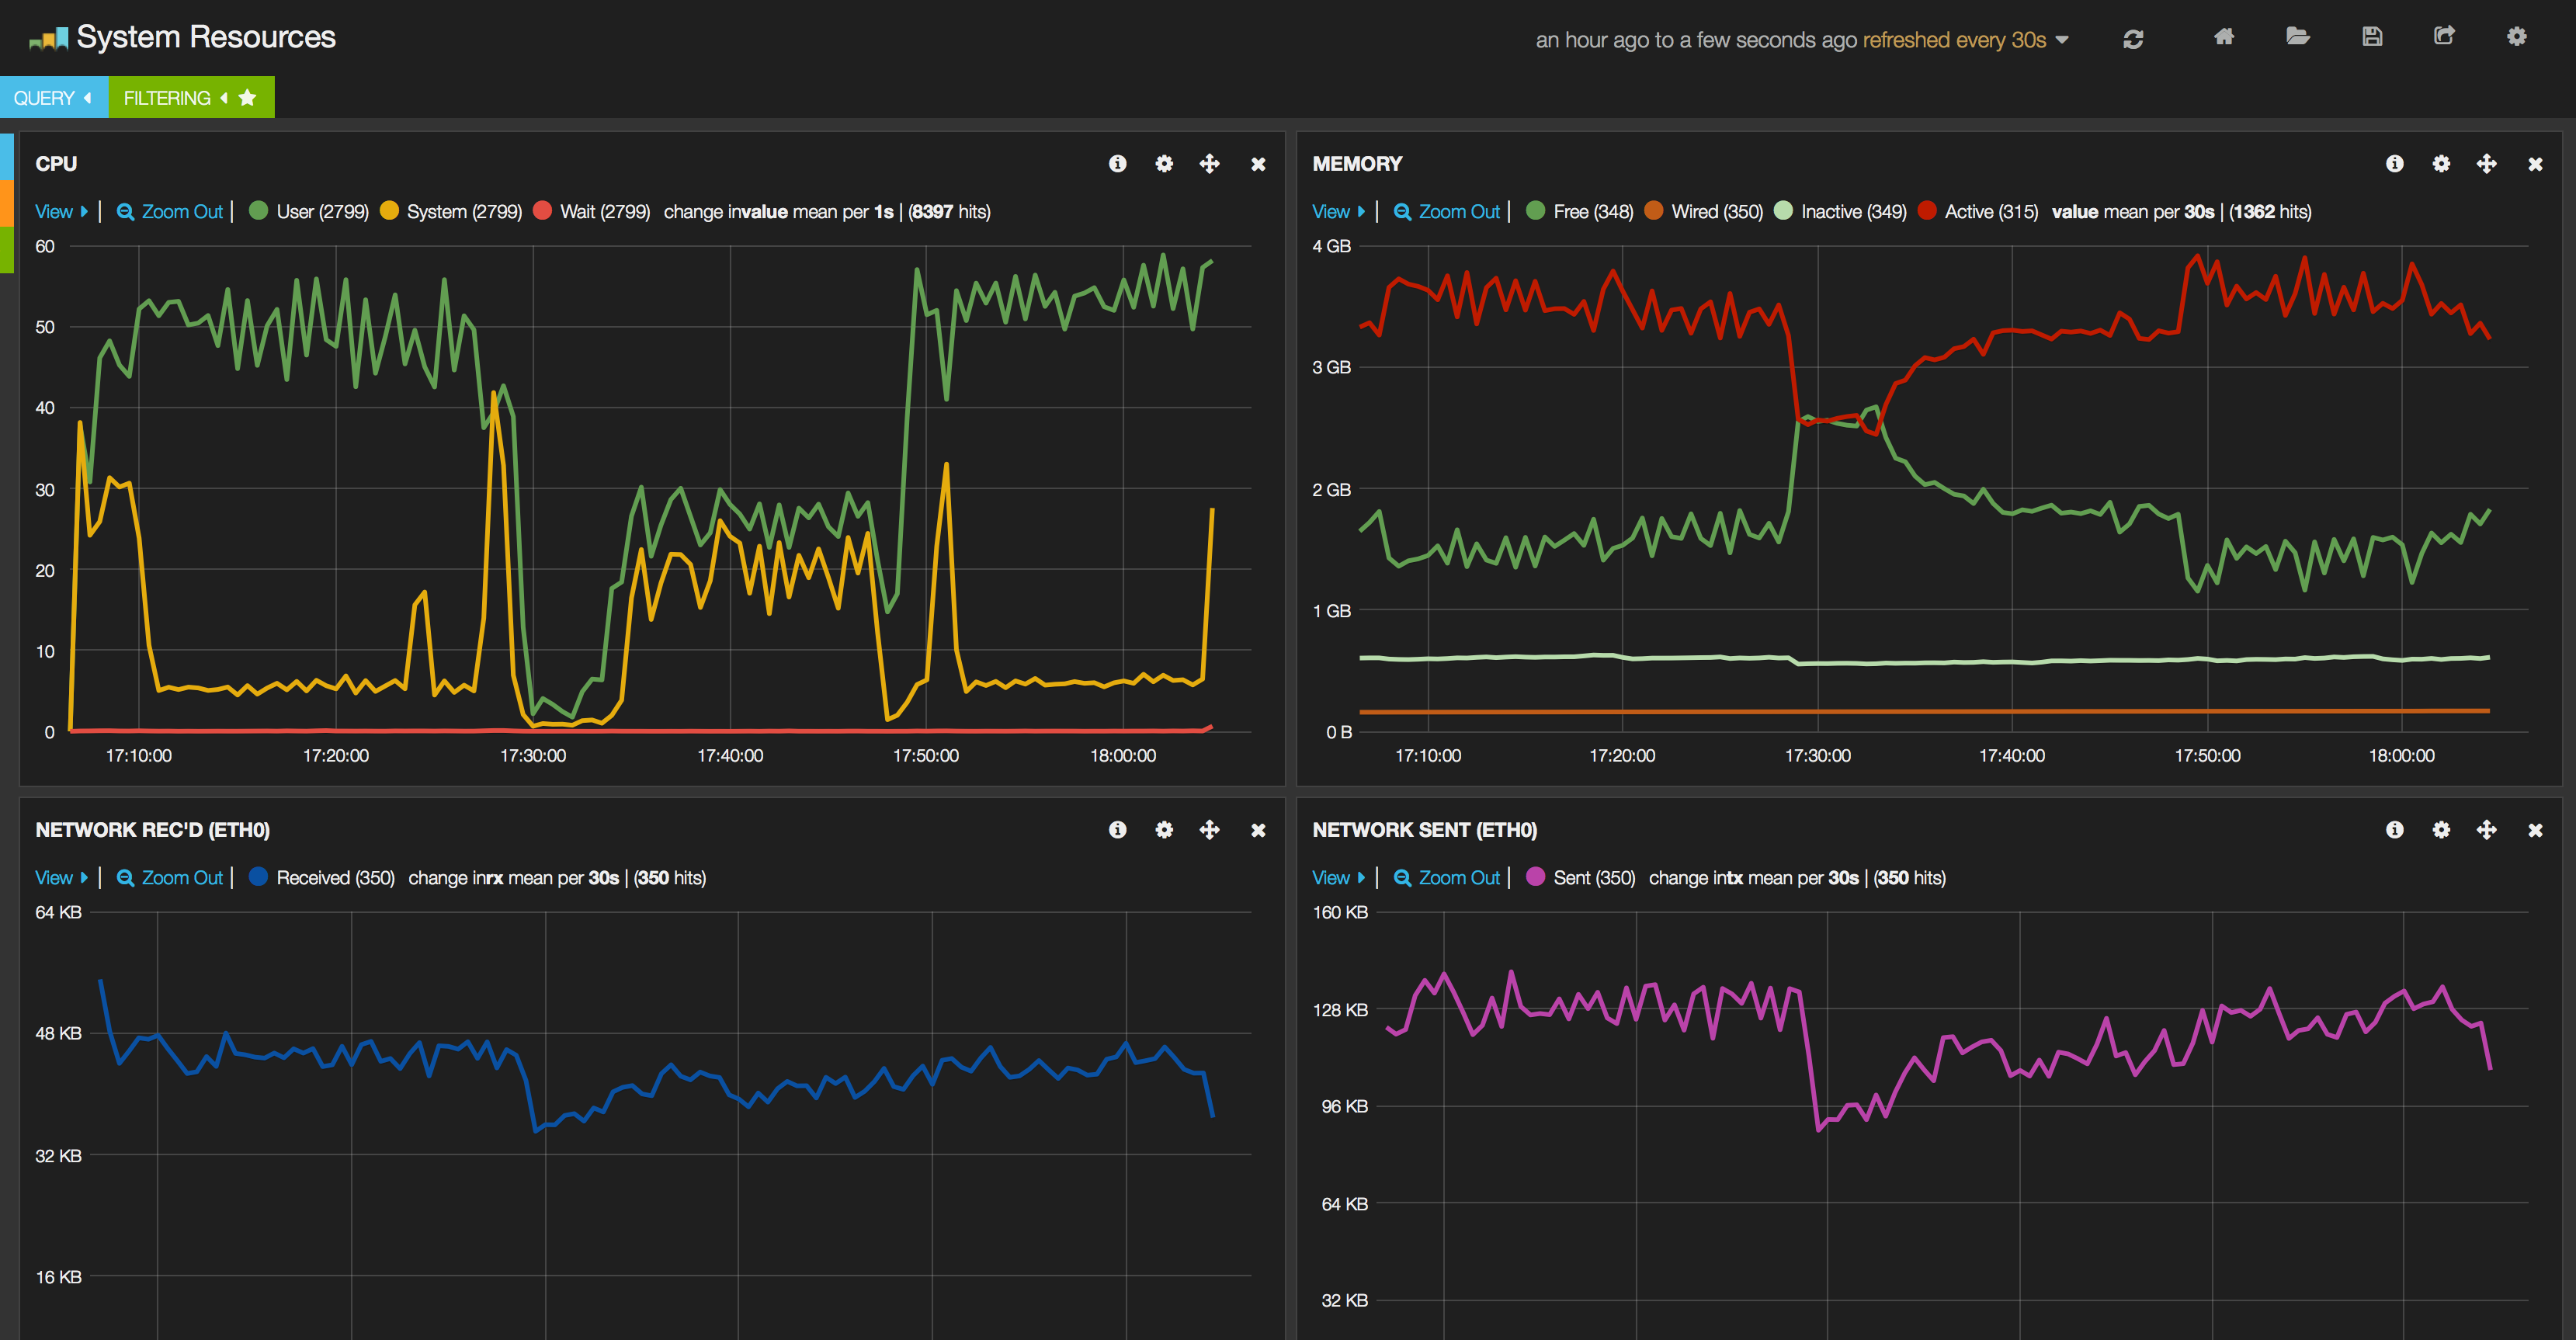 System Resources
an hour ago to a few seconds ago refreshed every 30s
QUERY FILTERING
CPU
View | Zoom Out | User (2799) System (2799) Wait (2799) change invalue mean per 1s | (8397 hits)
60
50
40
30
20
10
0
17:10:00 17:20:00 17:30:00 17:40:00 17:50:00 18:00:00
MEMORY
View | Zoom Out | Free (348) Wired (350) Inactive (349) Active (315) value mean per 30s | (1362 hits)
4 GB
3 GB
2 GB
1 GB
0 B
17:10:00 17:20:00 17:30:00 17:40:00 17:50:00 18:00:00
NETWORK REC'D (ETH0)
View | Zoom Out | Received (350) change inrx mean per 30s | (350 hits)
64 KB
48 KB
32 KB
16 KB
NETWORK SENT (ETH0)
View | Zoom Out | Sent (350) change intx mean per 30s | (350 hits)
160 KB
128 KB
96 KB
64 KB
32 KB